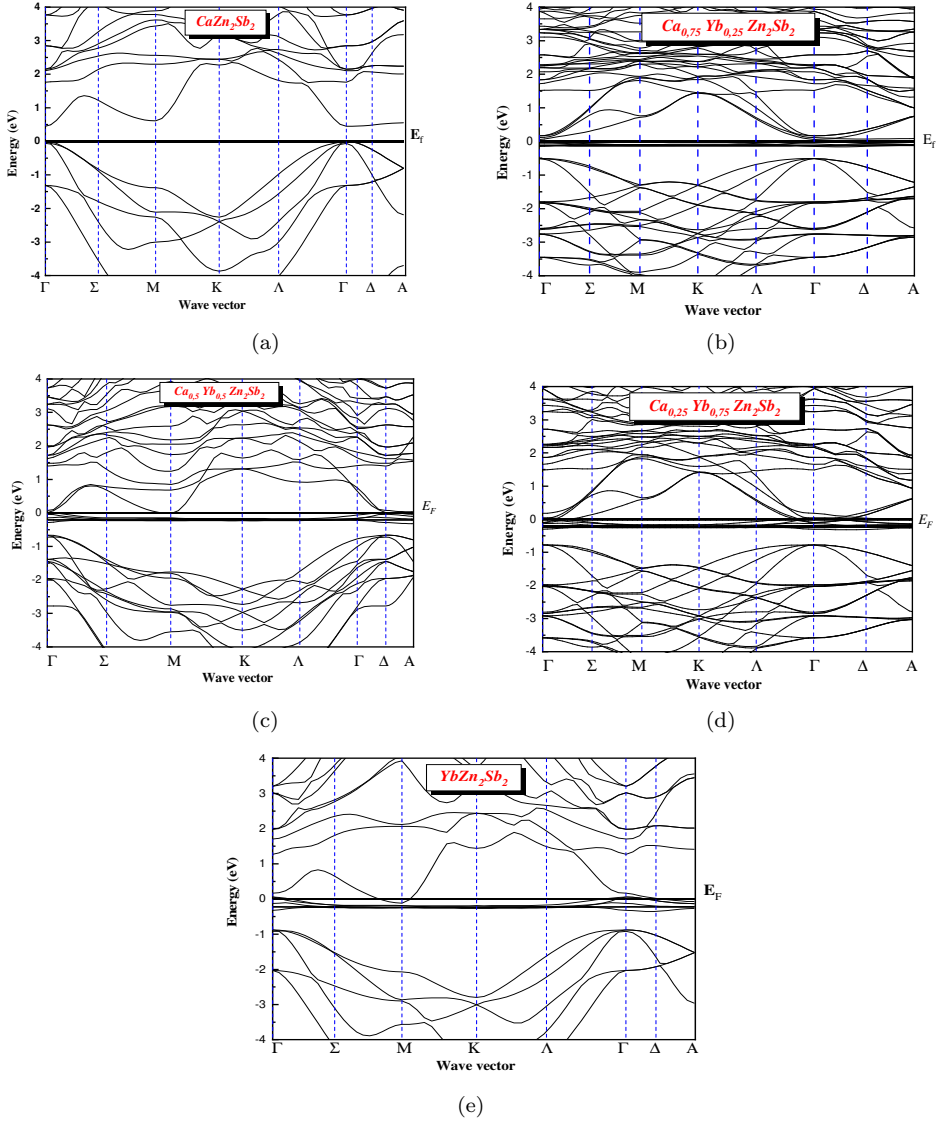 CaZn2Sb2
Energy (eV)
4
3
2
1
0
-1
-2
-3
-4
Ef
Γ Σ M K Λ Γ Δ A
Wave vector
(a)
Ca0,75 Yb0,25 Zn2Sb2
Energy (eV)
4
3
2
1
0
-1
-2
-3
-4
Ef
Γ Σ M K Λ Γ Δ A
Wave vector
(b)
Ca0,5 Yb0,5 Zn2Sb2
Energy (eV)
4
3
2
1
0
-1
-2
-3
-4
EF
Γ Σ M K Λ Γ Δ A
Wave vector
(c)
Ca0,25 Yb0,75 Zn2Sb2
Energy (eV)
4
3
2
1
0
-1
-2
-3
-4
EF
Γ Σ M K Λ Γ Δ A
Wave vector
(d)
YbZn2Sb2
Energy (eV)
4
3
2
1
0
-1
-2
-3
-4
EF
Γ Σ M K Λ Γ Δ A
Wave vector
(e)